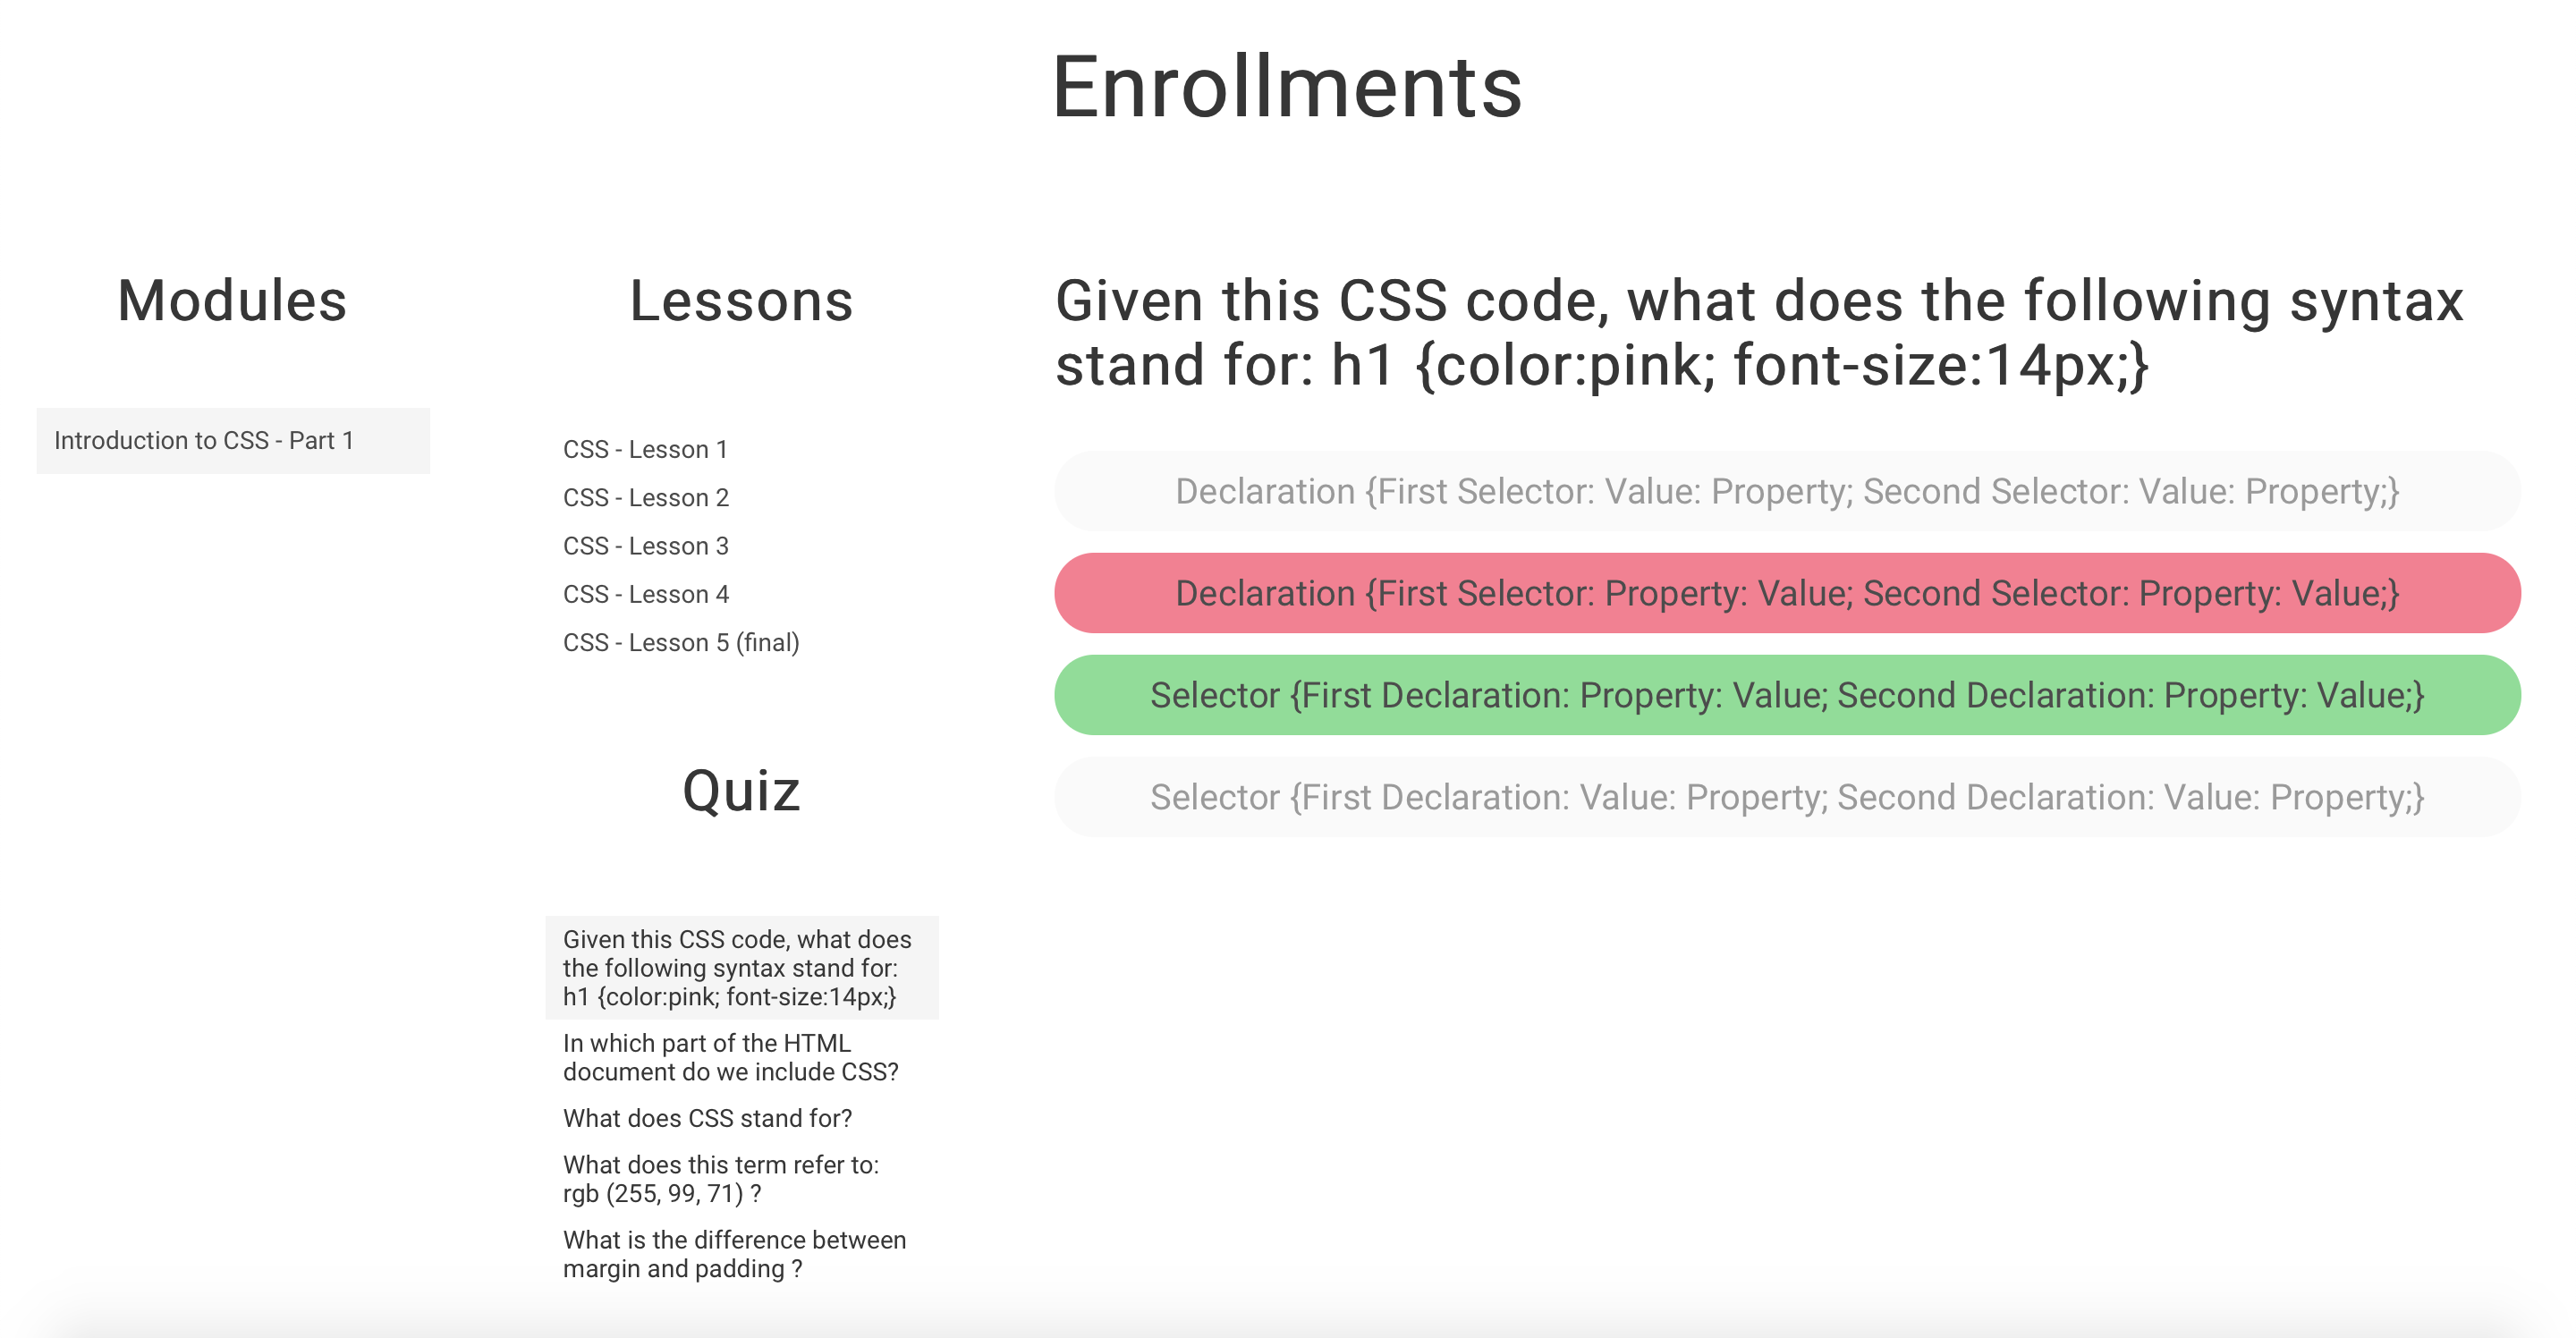 Enrollments
Modules
Introduction to CSS - Part 1
Lessons
CSS - Lesson 1
CSS - Lesson 2
CSS - Lesson 3
CSS - Lesson 4
CSS - Lesson 5 (final)
Quiz
Given this CSS code, what does
the following syntax stand for:
h1 {color:pink; font-size:14px;}
In which part of the HTML
document do we include CSS?
What does CSS stand for?
What does this term refer to:
rgb (255, 99, 71) ?
What is the difference between
margin and padding ?
Given this CSS code, what does the following syntax
stand for: h1 {color:pink; font-size:14px;}
Declaration {First Selector: Value: Property; Second Selector: Value: Property;}
Declaration {First Selector: Property: Value; Second Selector: Property: Value;}
Selector {First Declaration: Property: Value; Second Declaration: Property: Value;}
Selector {First Declaration: Value: Property; Second Declaration: Value: Property;}